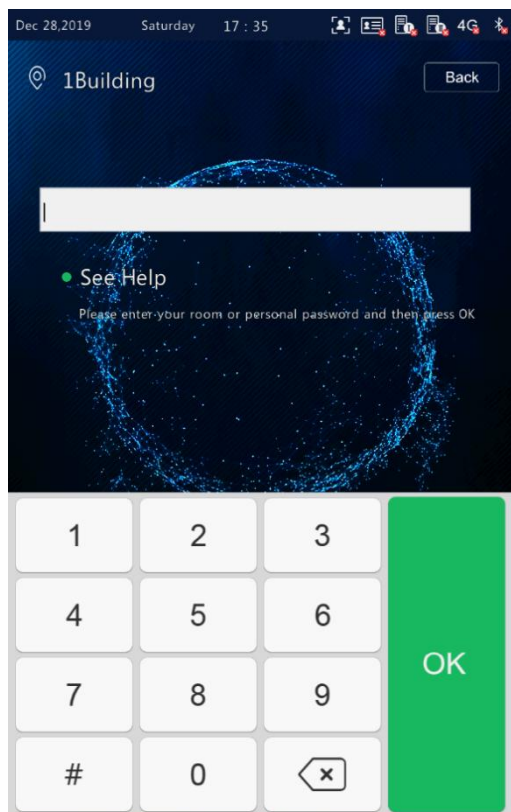 Dec 28,2019 Saturday 17 : 35 4G
1Building Back
See Help
Please enter your room or personal password and then press OK
1 2 3
4 5 6
OK
7 8 9
# 0